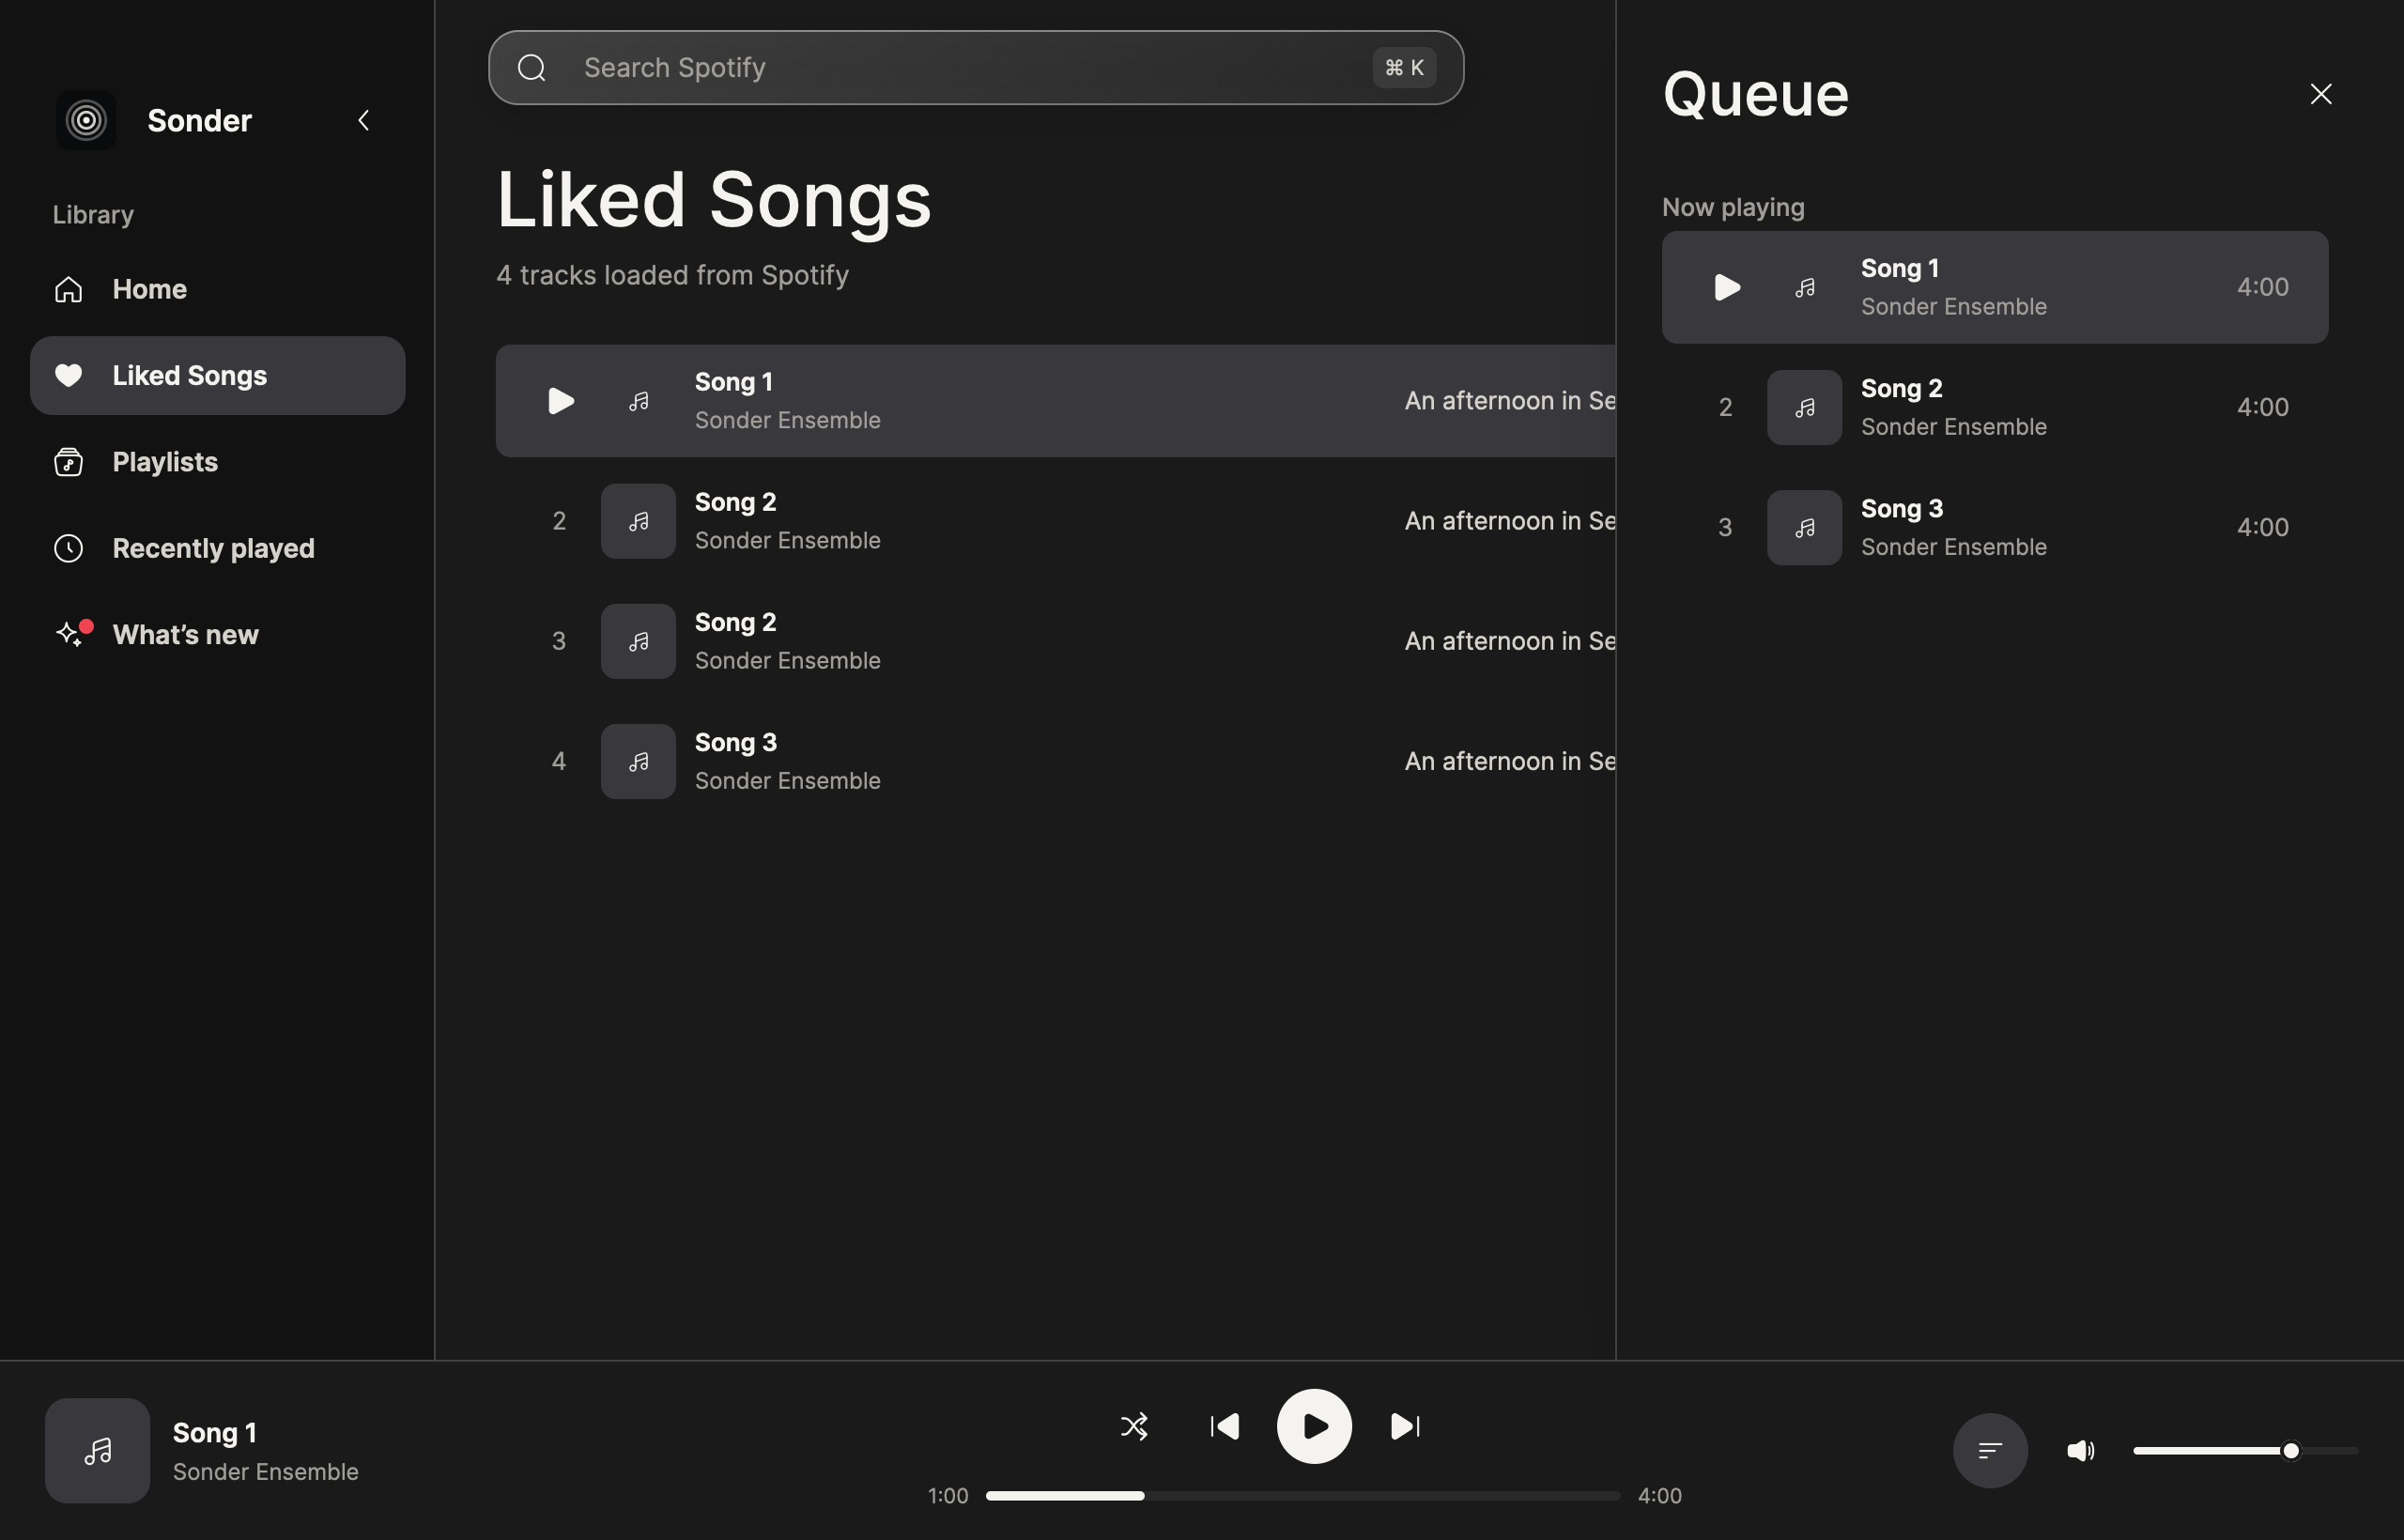 Sonder
Library
Home
Liked Songs
Playlists
Recently played
What’s new
Search Spotify
⌘ K
Liked Songs
4 tracks loaded from Spotify
Song 1
Sonder Ensemble
An afternoon in Se
2
Song 2
Sonder Ensemble
An afternoon in Se
3
Song 2
Sonder Ensemble
An afternoon in Se
4
Song 3
Sonder Ensemble
An afternoon in Se
Queue
Now playing
Song 1
Sonder Ensemble
4:00
2
Song 2
Sonder Ensemble
4:00
3
Song 3
Sonder Ensemble
4:00
Song 1
Sonder Ensemble
1:00
4:00